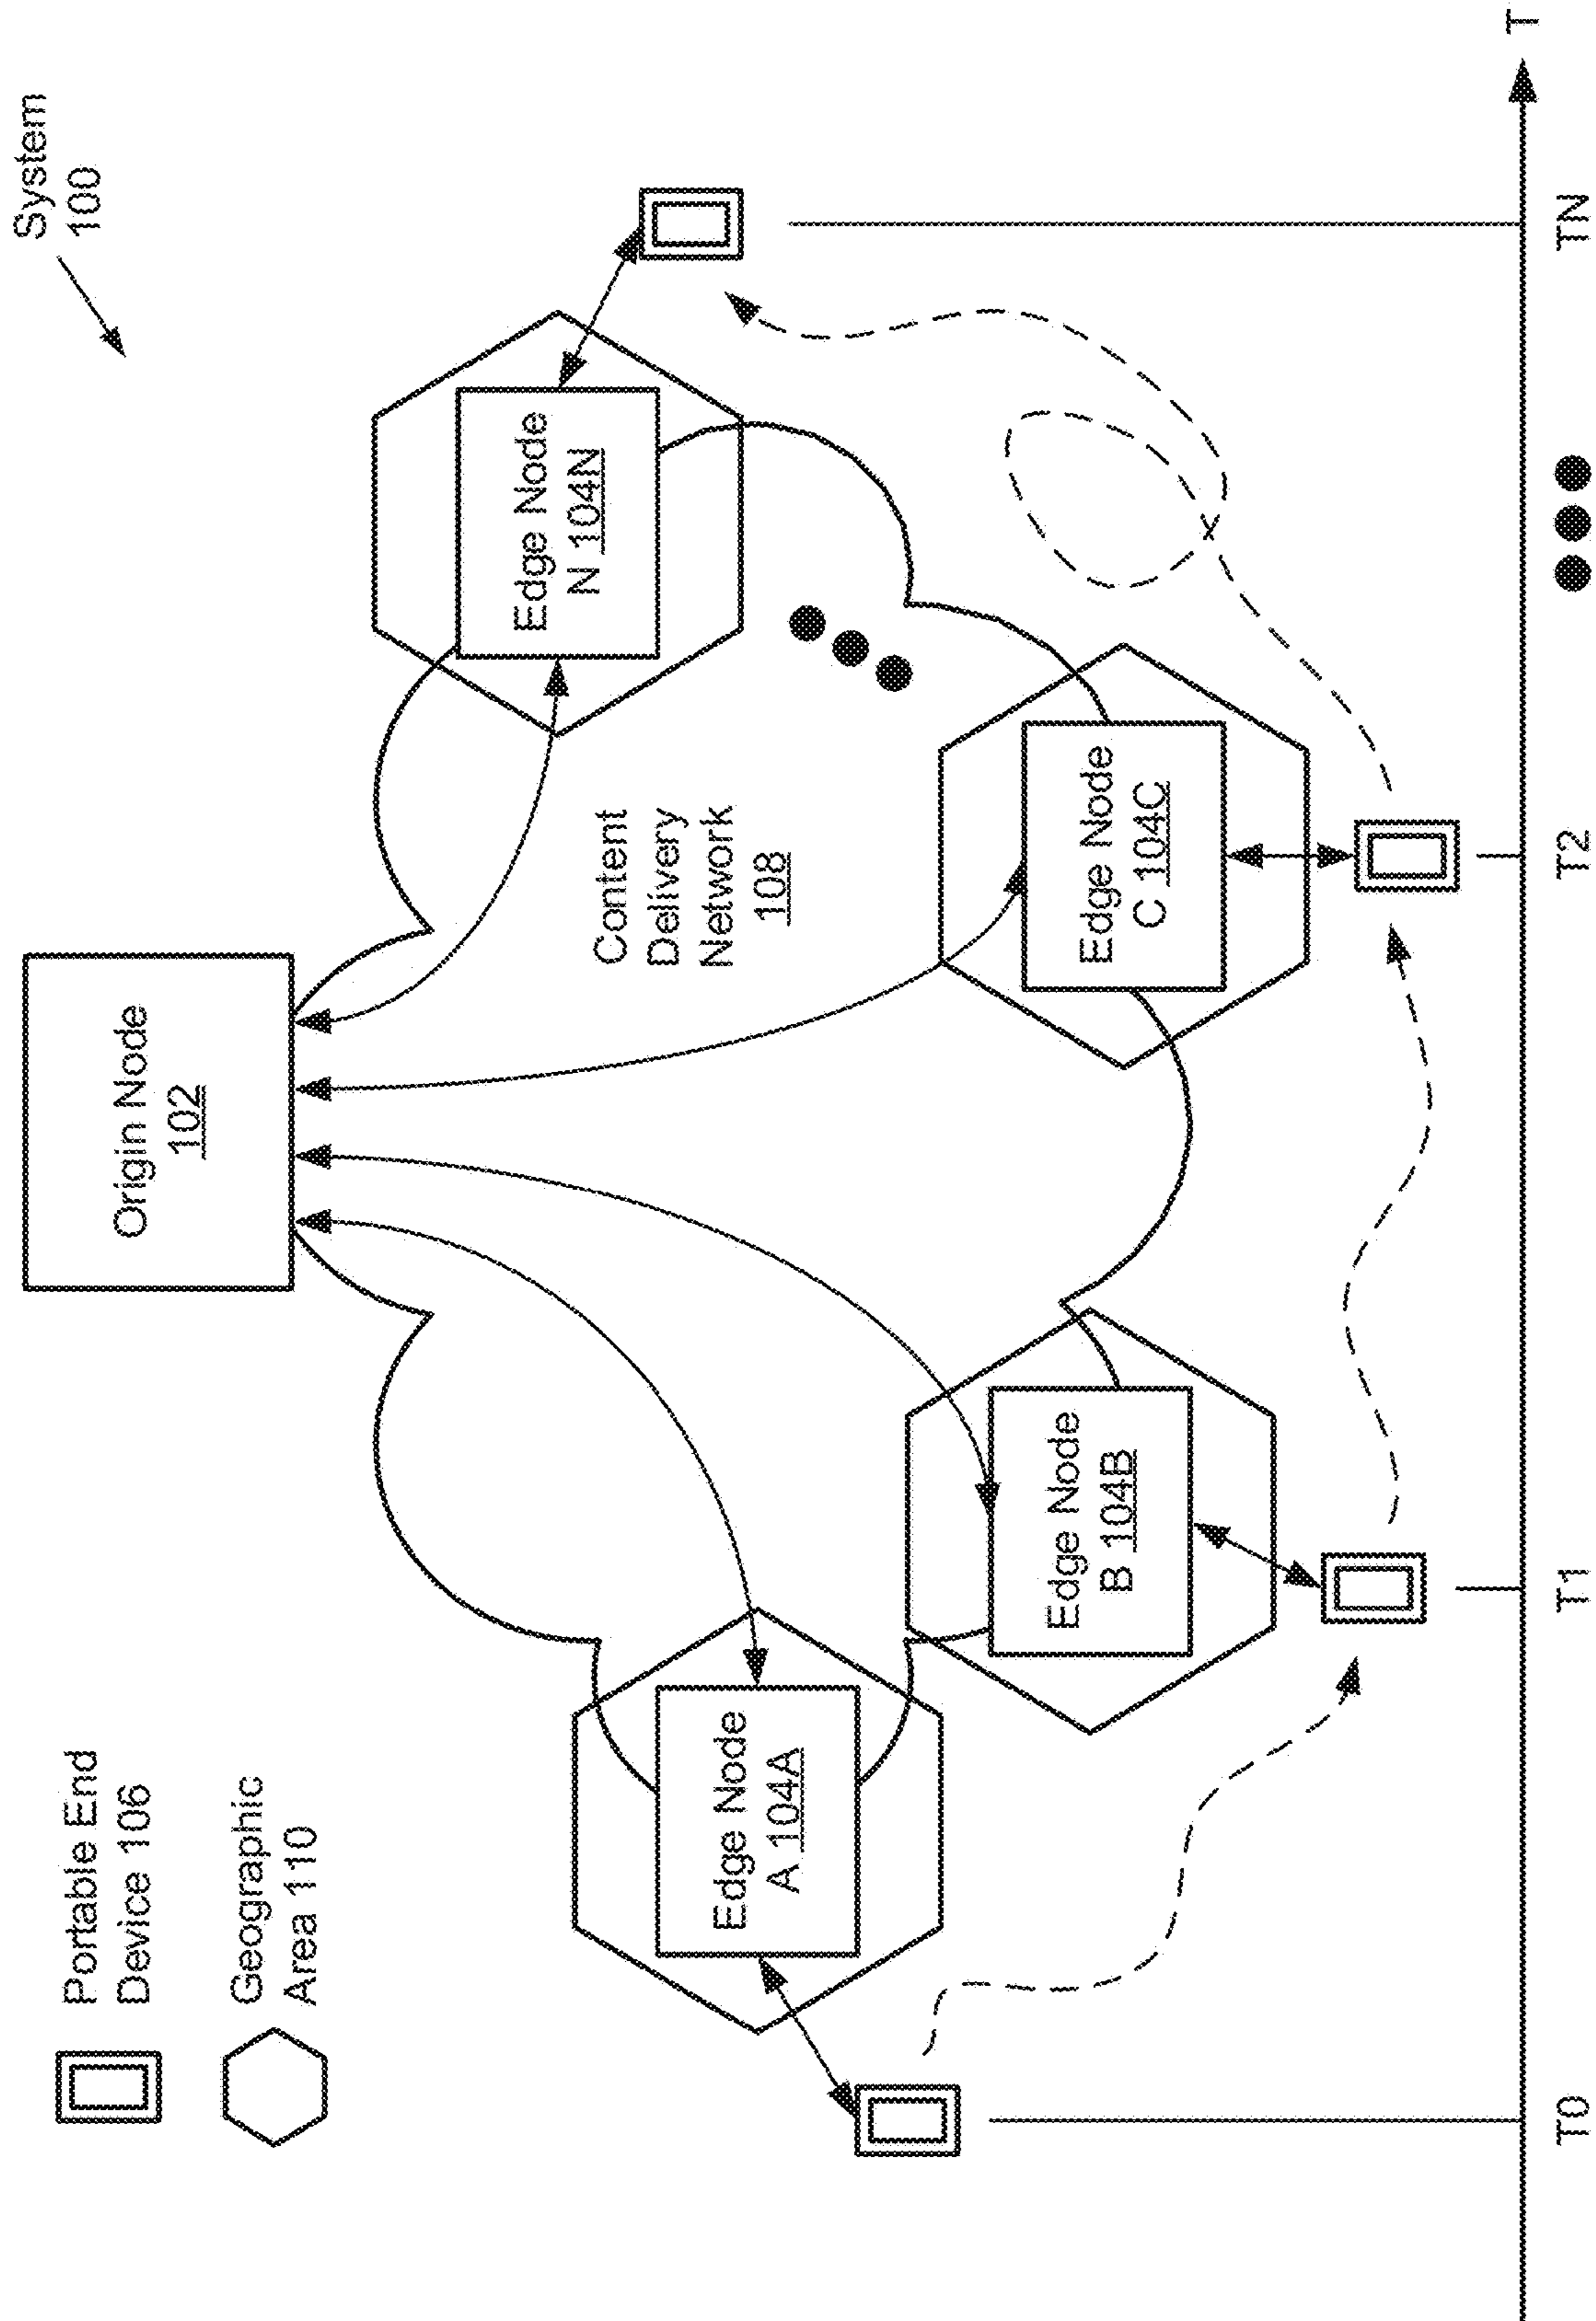 System
100
Portable End
Device 106
Geographic
Area 110
Origin Node
102
Content
Delivery
Network
108
Edge Node
A 104A
Edge Node
B 104B
Edge Node
C 104C
Edge Node
N 104N
T0
T1
T2
TN
T